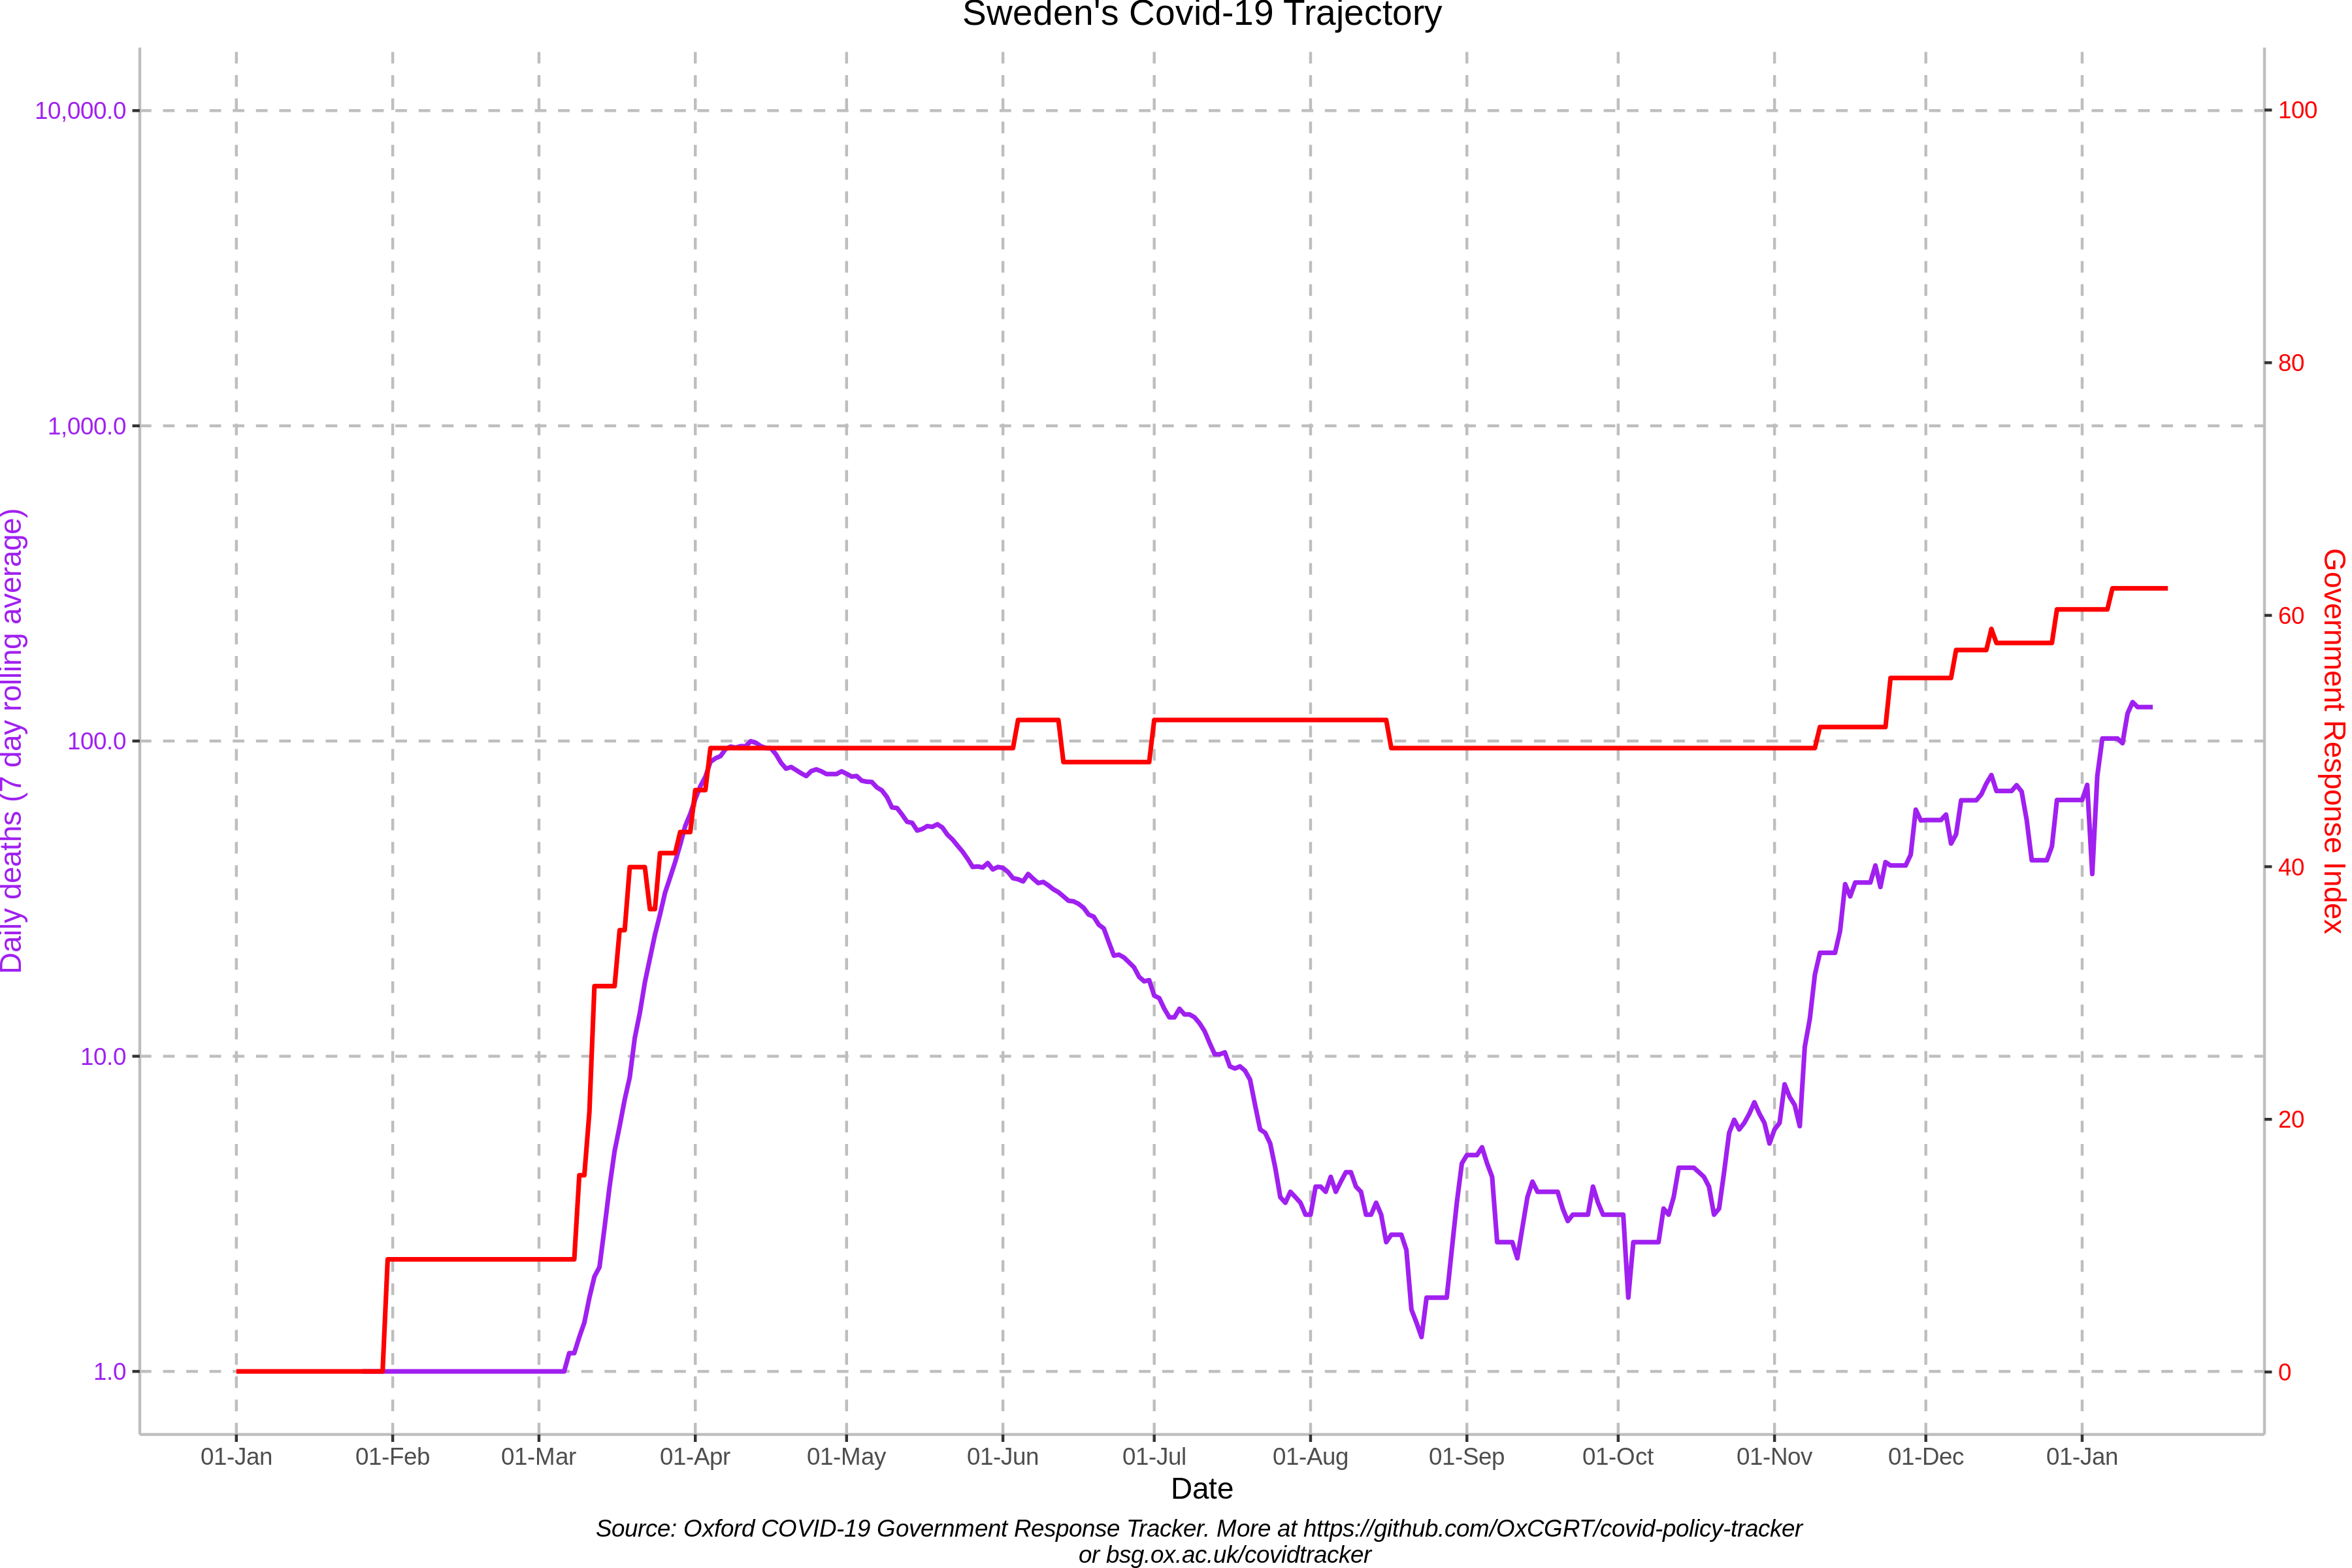 Sweden's Covid-19 Trajectory
10,000.0
1,000.0
100.0
10.0
1.0
Daily deaths (7 day rolling average)
100
80
60
40
20
0
Government Response Index
01-Jan 01-Feb 01-Mar 01-Apr 01-May 01-Jun 01-Jul 01-Aug 01-Sep 01-Oct 01-Nov 01-Dec 01-Jan
Date
Source: Oxford COVID-19 Government Response Tracker. More at https://github.com/OxCGRT/covid-policy-tracker
or bsg.ox.ac.uk/covidtracker